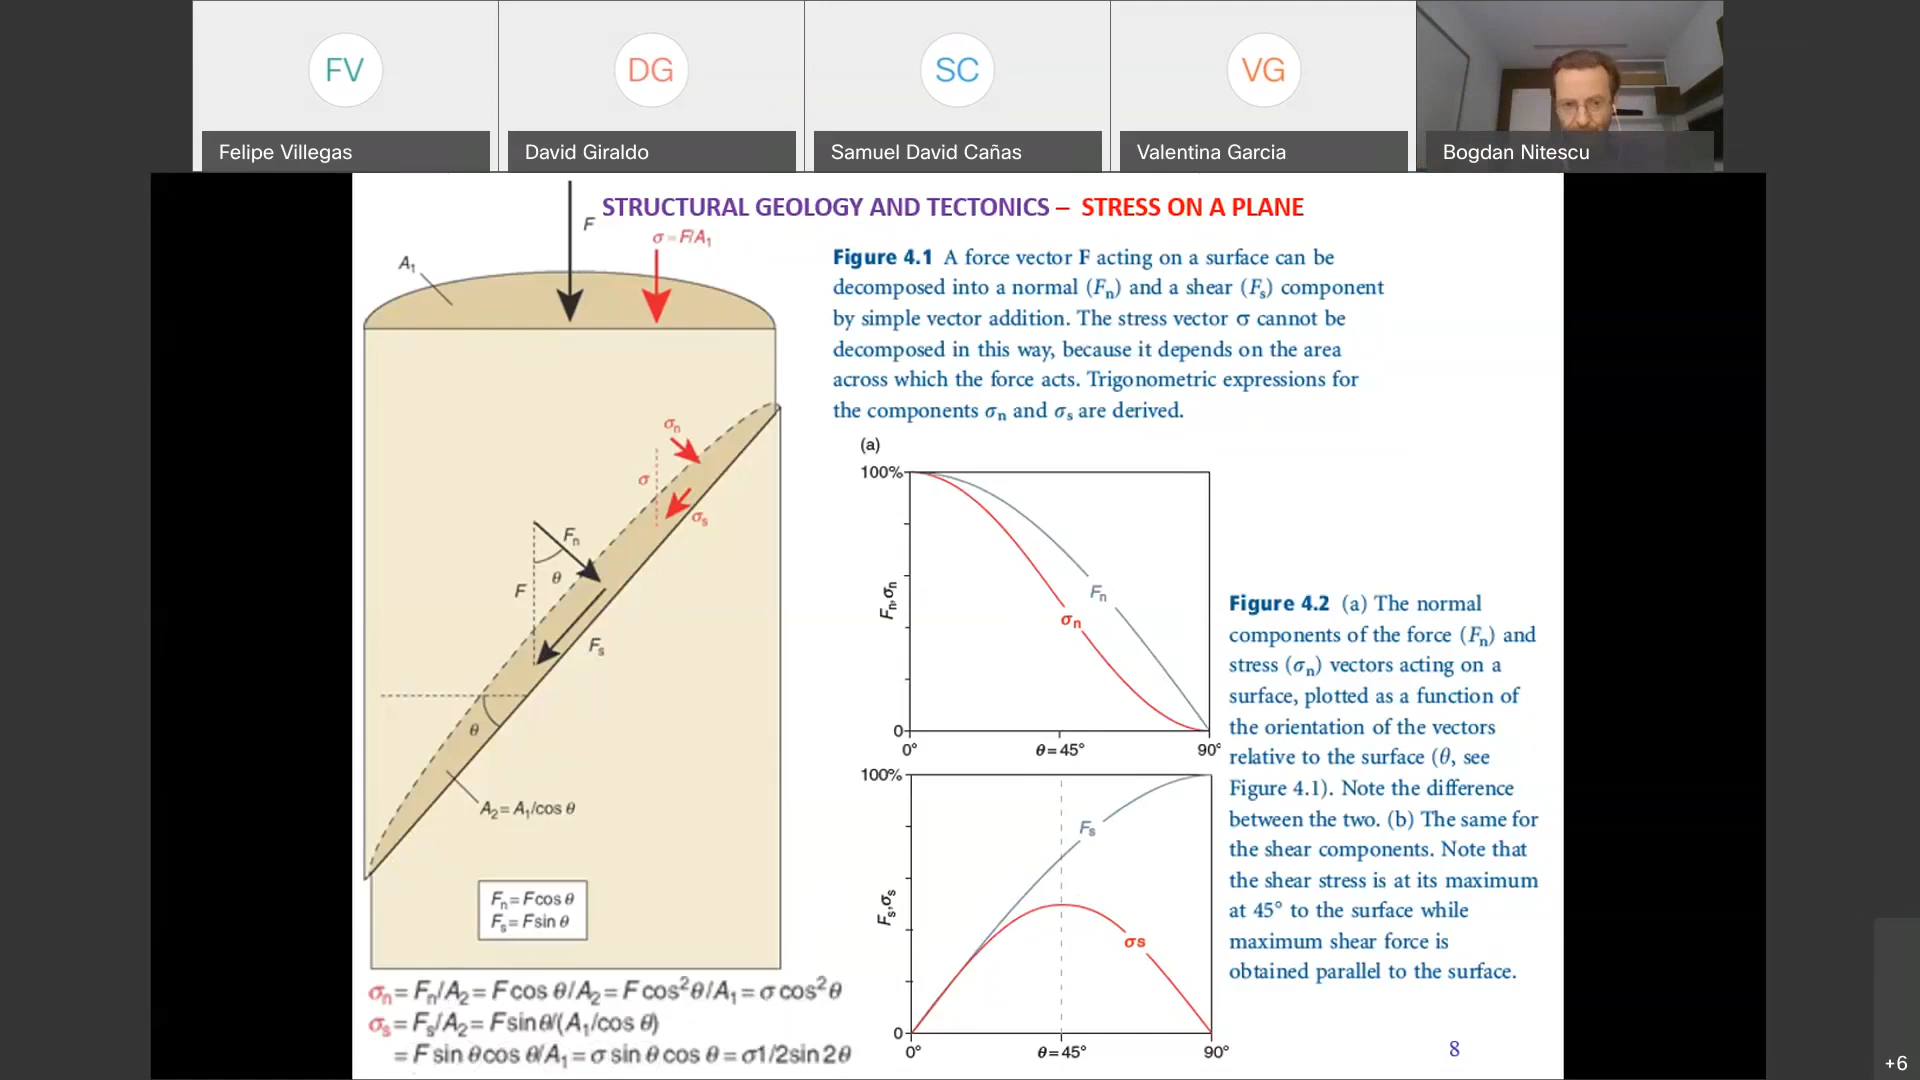 FV
DG
SC
VG
Felipe Villegas
David Giraldo
Samuel David Cañas
Valentina Garcia
Bogdan Nitescu
STRUCTURAL GEOLOGY AND TECTONICS – STRESS ON A PLANE
F
σ=F/A₁
A₁
σₙ
σ
σₛ
Fₙ
θ
F
Fₛ
θ
A₂= A₁/cos θ
Fₙ= Fcos θ
Fₛ= Fsin θ
σₙ= Fₙ/A₂= F cos θ/A₂= F cos²θ/A₁= σ cos²θ
σₛ= Fₛ/A₂= Fsinθ/(A₁/cos θ)
= F sin θcos θ/A₁= σ sin θ cos θ = σ1/2sin 2θ
Figure 4.1 A force vector F acting on a surface can be
decomposed into a normal (Fₙ) and a shear (Fₛ) component
by simple vector addition. The stress vector σ cannot be
decomposed in this way, because it depends on the area
across which the force acts. Trigonometric expressions for
the components σₙ and σₛ are derived.
(a)
100%
Fₙ,σₙ
Fₙ
σₙ
0
0°
θ=45°
90°
100%
Fₛ,σₛ
Fₛ
σs
0
0°
θ=45°
90°
Figure 4.2 (a) The normal
components of the force (Fₙ) and
stress (σₙ) vectors acting on a
surface, plotted as a function of
the orientation of the vectors
relative to the surface (θ, see
Figure 4.1). Note the difference
between the two. (b) The same for
the shear components. Note that
the shear stress is at its maximum
at 45° to the surface while
maximum shear force is
obtained parallel to the surface.
8
+6